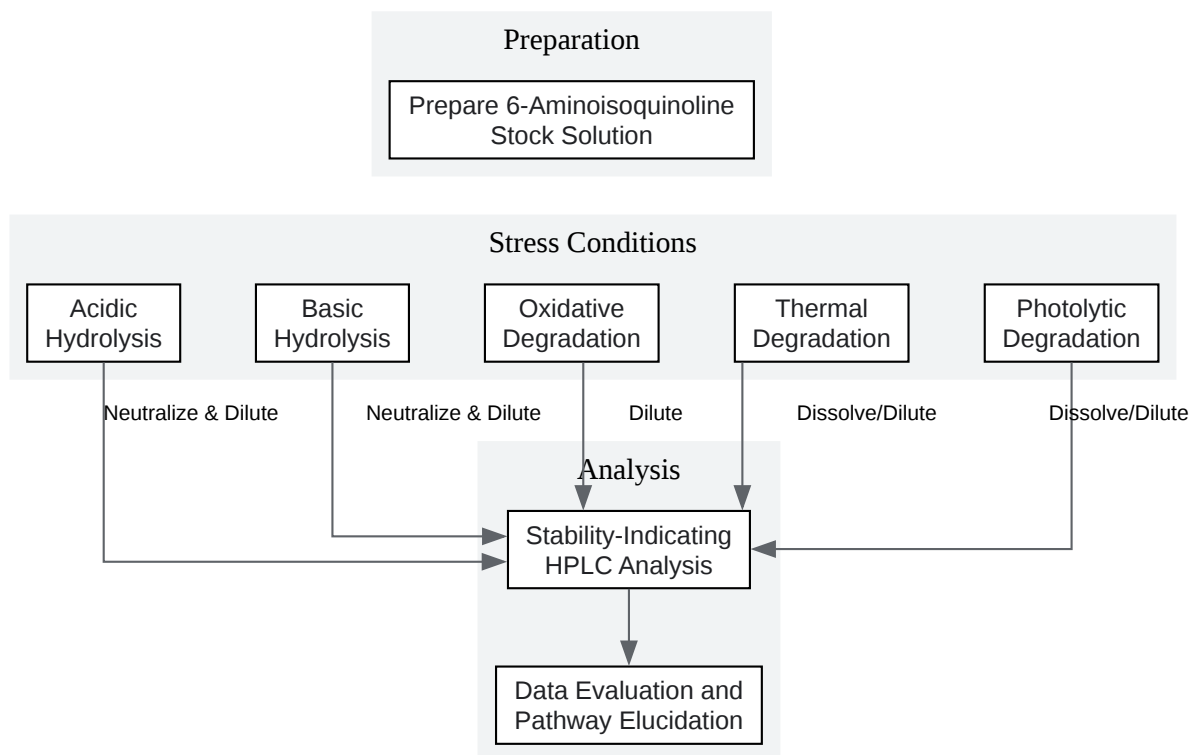 Preparation
Prepare 6-Aminoisoquinoline
Stock Solution
Stress Conditions
Acidic
Hydrolysis
Basic
Hydrolysis
Oxidative
Degradation
Thermal
Degradation
Photolytic
Degradation
Neutralize & Dilute
Neutralize & Dilute
Dilute
Dissolve/Dilute
Dissolve/Dilute
Analysis
Stability-Indicating
HPLC Analysis
Data Evaluation and
Pathway Elucidation